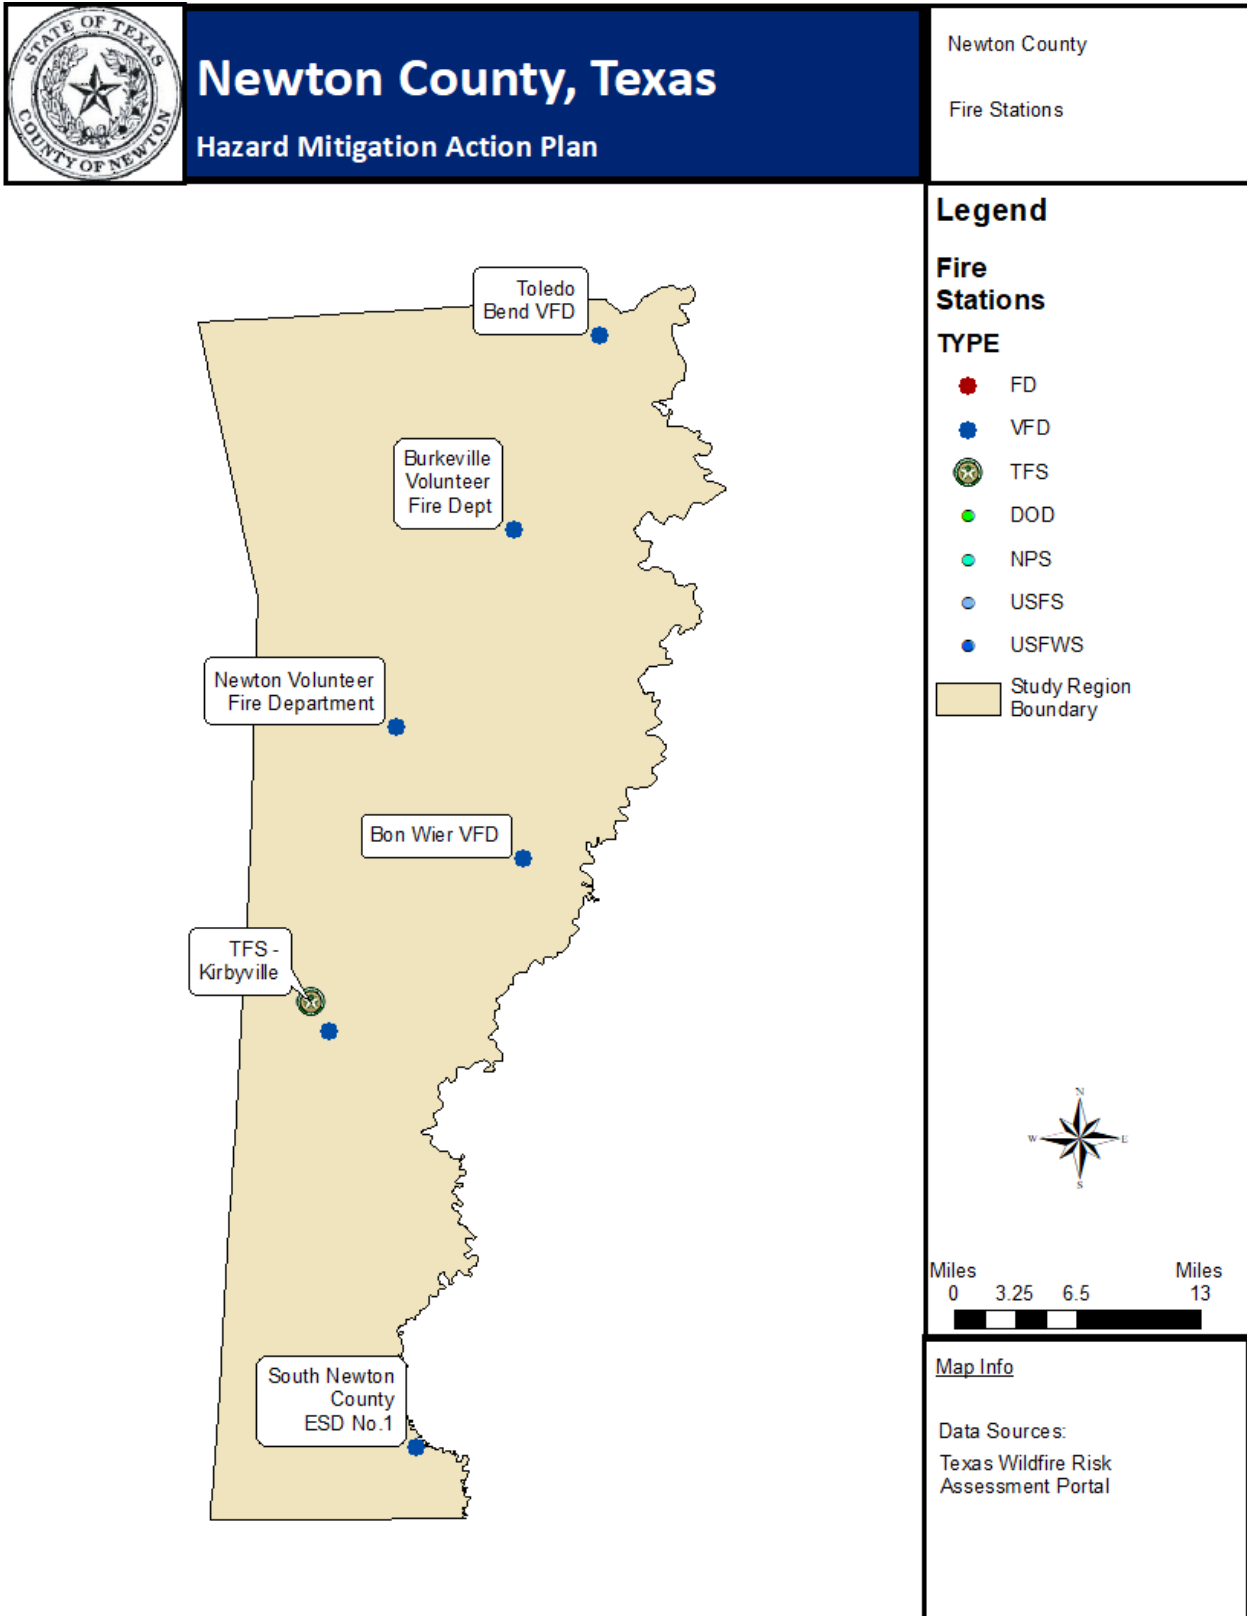 STATE OF TEXAS
COUNTY OF NEWTON
Newton County, Texas
Hazard Mitigation Action Plan
Newton County
Fire Stations
Toledo
Bend VFD
Burkeville
Volunteer
Fire Dept
Newton Volunteer
Fire Department
Bon Wier VFD
TFS -
Kirbyville
South Newton
County
ESD No.1
Legend
Fire
Stations
TYPE
FD
VFD
TFS
DOD
NPS
USFS
USFWS
Study Region
Boundary
N
W E
S
Miles Miles
0 3.25 6.5 13
Map Info
Data Sources:
Texas Wildfire Risk
Assessment Portal